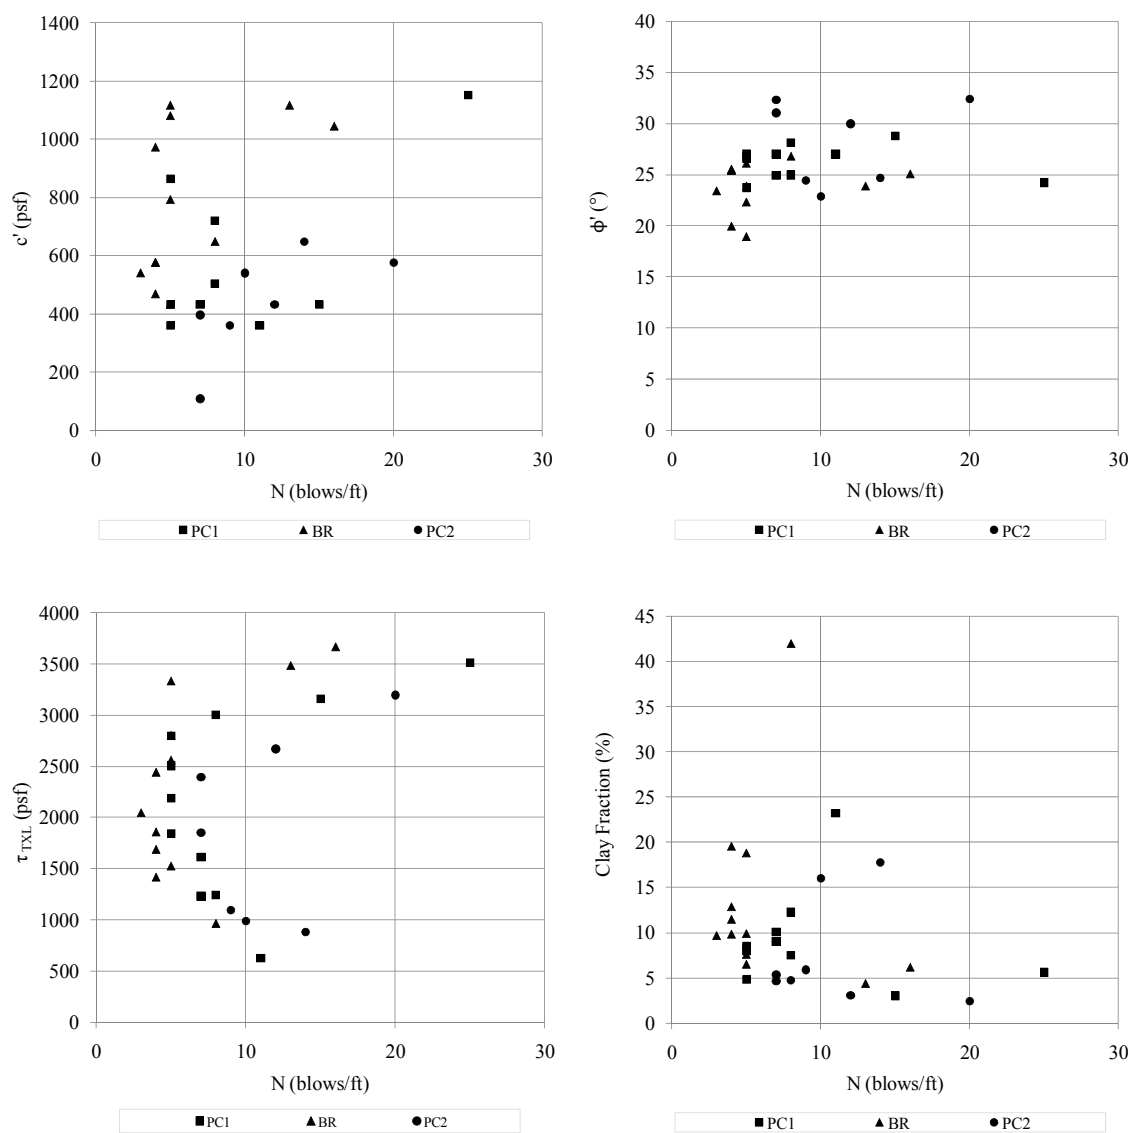 1400
1200
1000
800
600
400
200
0
c' (psf)
0 10 20 30
N (blows/ft)
PC1 BR PC2
40
35
30
25
20
15
10
5
0
ϕ' (°)
0 10 20 30
N (blows/ft)
PC1 BR PC2
4000
3500
3000
2500
2000
1500
1000
500
0
τ TXL (psf)
0 10 20 30
N (blows/ft)
PC1 BR PC2
45
40
35
30
25
20
15
10
5
0
Clay Fraction (%)
0 10 20 30
N (blows/ft)
PC1 BR PC2